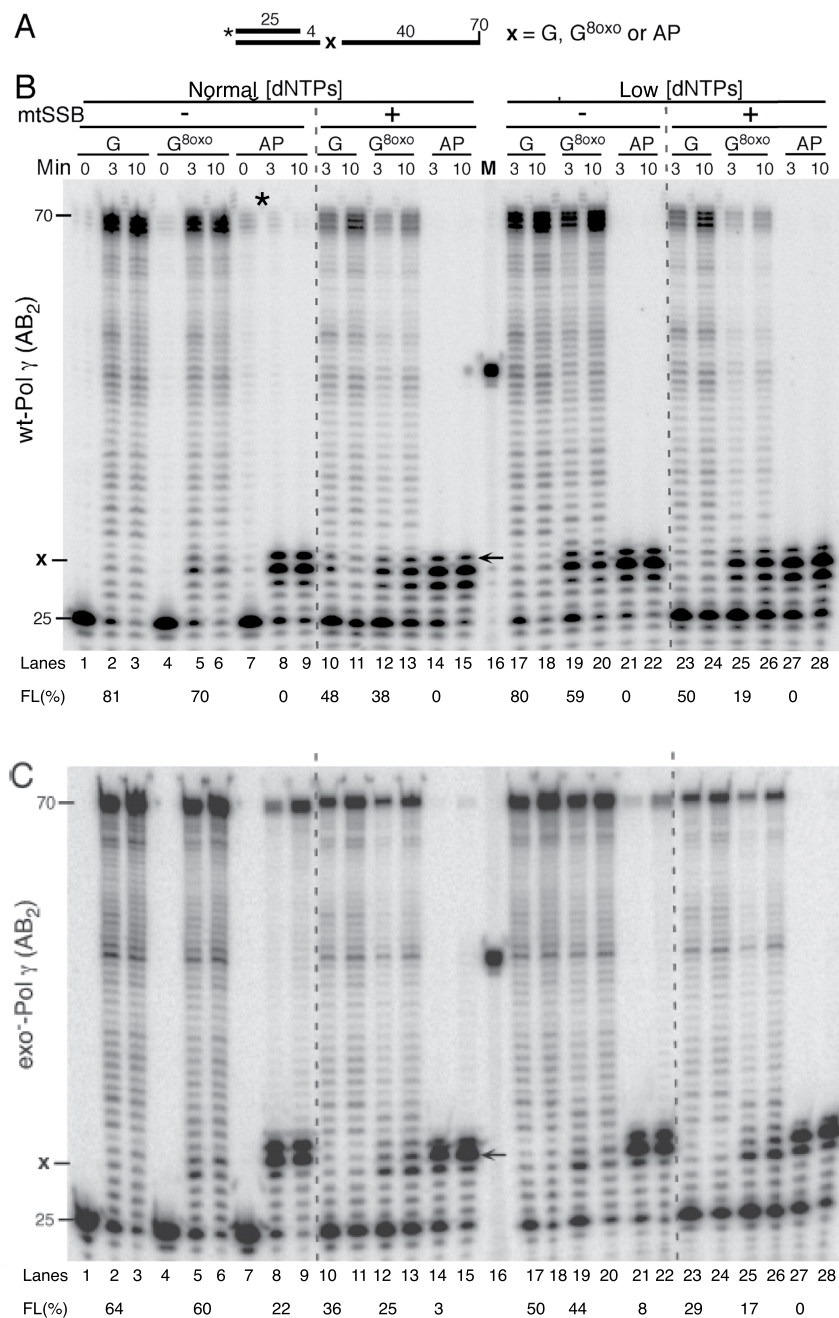 A
* 25 4 x 40 70 x = G, G8oxo or AP
B
Normal [dNTPs] Low [dNTPs]
mtSSB - + - +
G G8oxo AP G G8oxo AP G G8oxo AP G G8oxo AP
Min 0 3 10 0 3 10 0 3 10 3 10 3 10 3 10 M 3 10 3 10 3 10 3 10 3 10 3 10
*
70
wt-Pol γ (AB2)
x
25
Lanes 1 2 3 4 5 6 7 8 9 10 11 12 13 14 15 16 17 18 19 20 21 22 23 24 25 26 27 28
FL(%) 81 70 0 48 38 0 80 59 0 50 19 0
C
70
exo--Pol γ (AB2)
x
25
Lanes 1 2 3 4 5 6 7 8 9 10 11 12 13 14 15 16 17 18 19 20 21 22 23 24 25 26 27 28
FL(%) 64 60 22 36 25 3 50 44 8 29 17 0